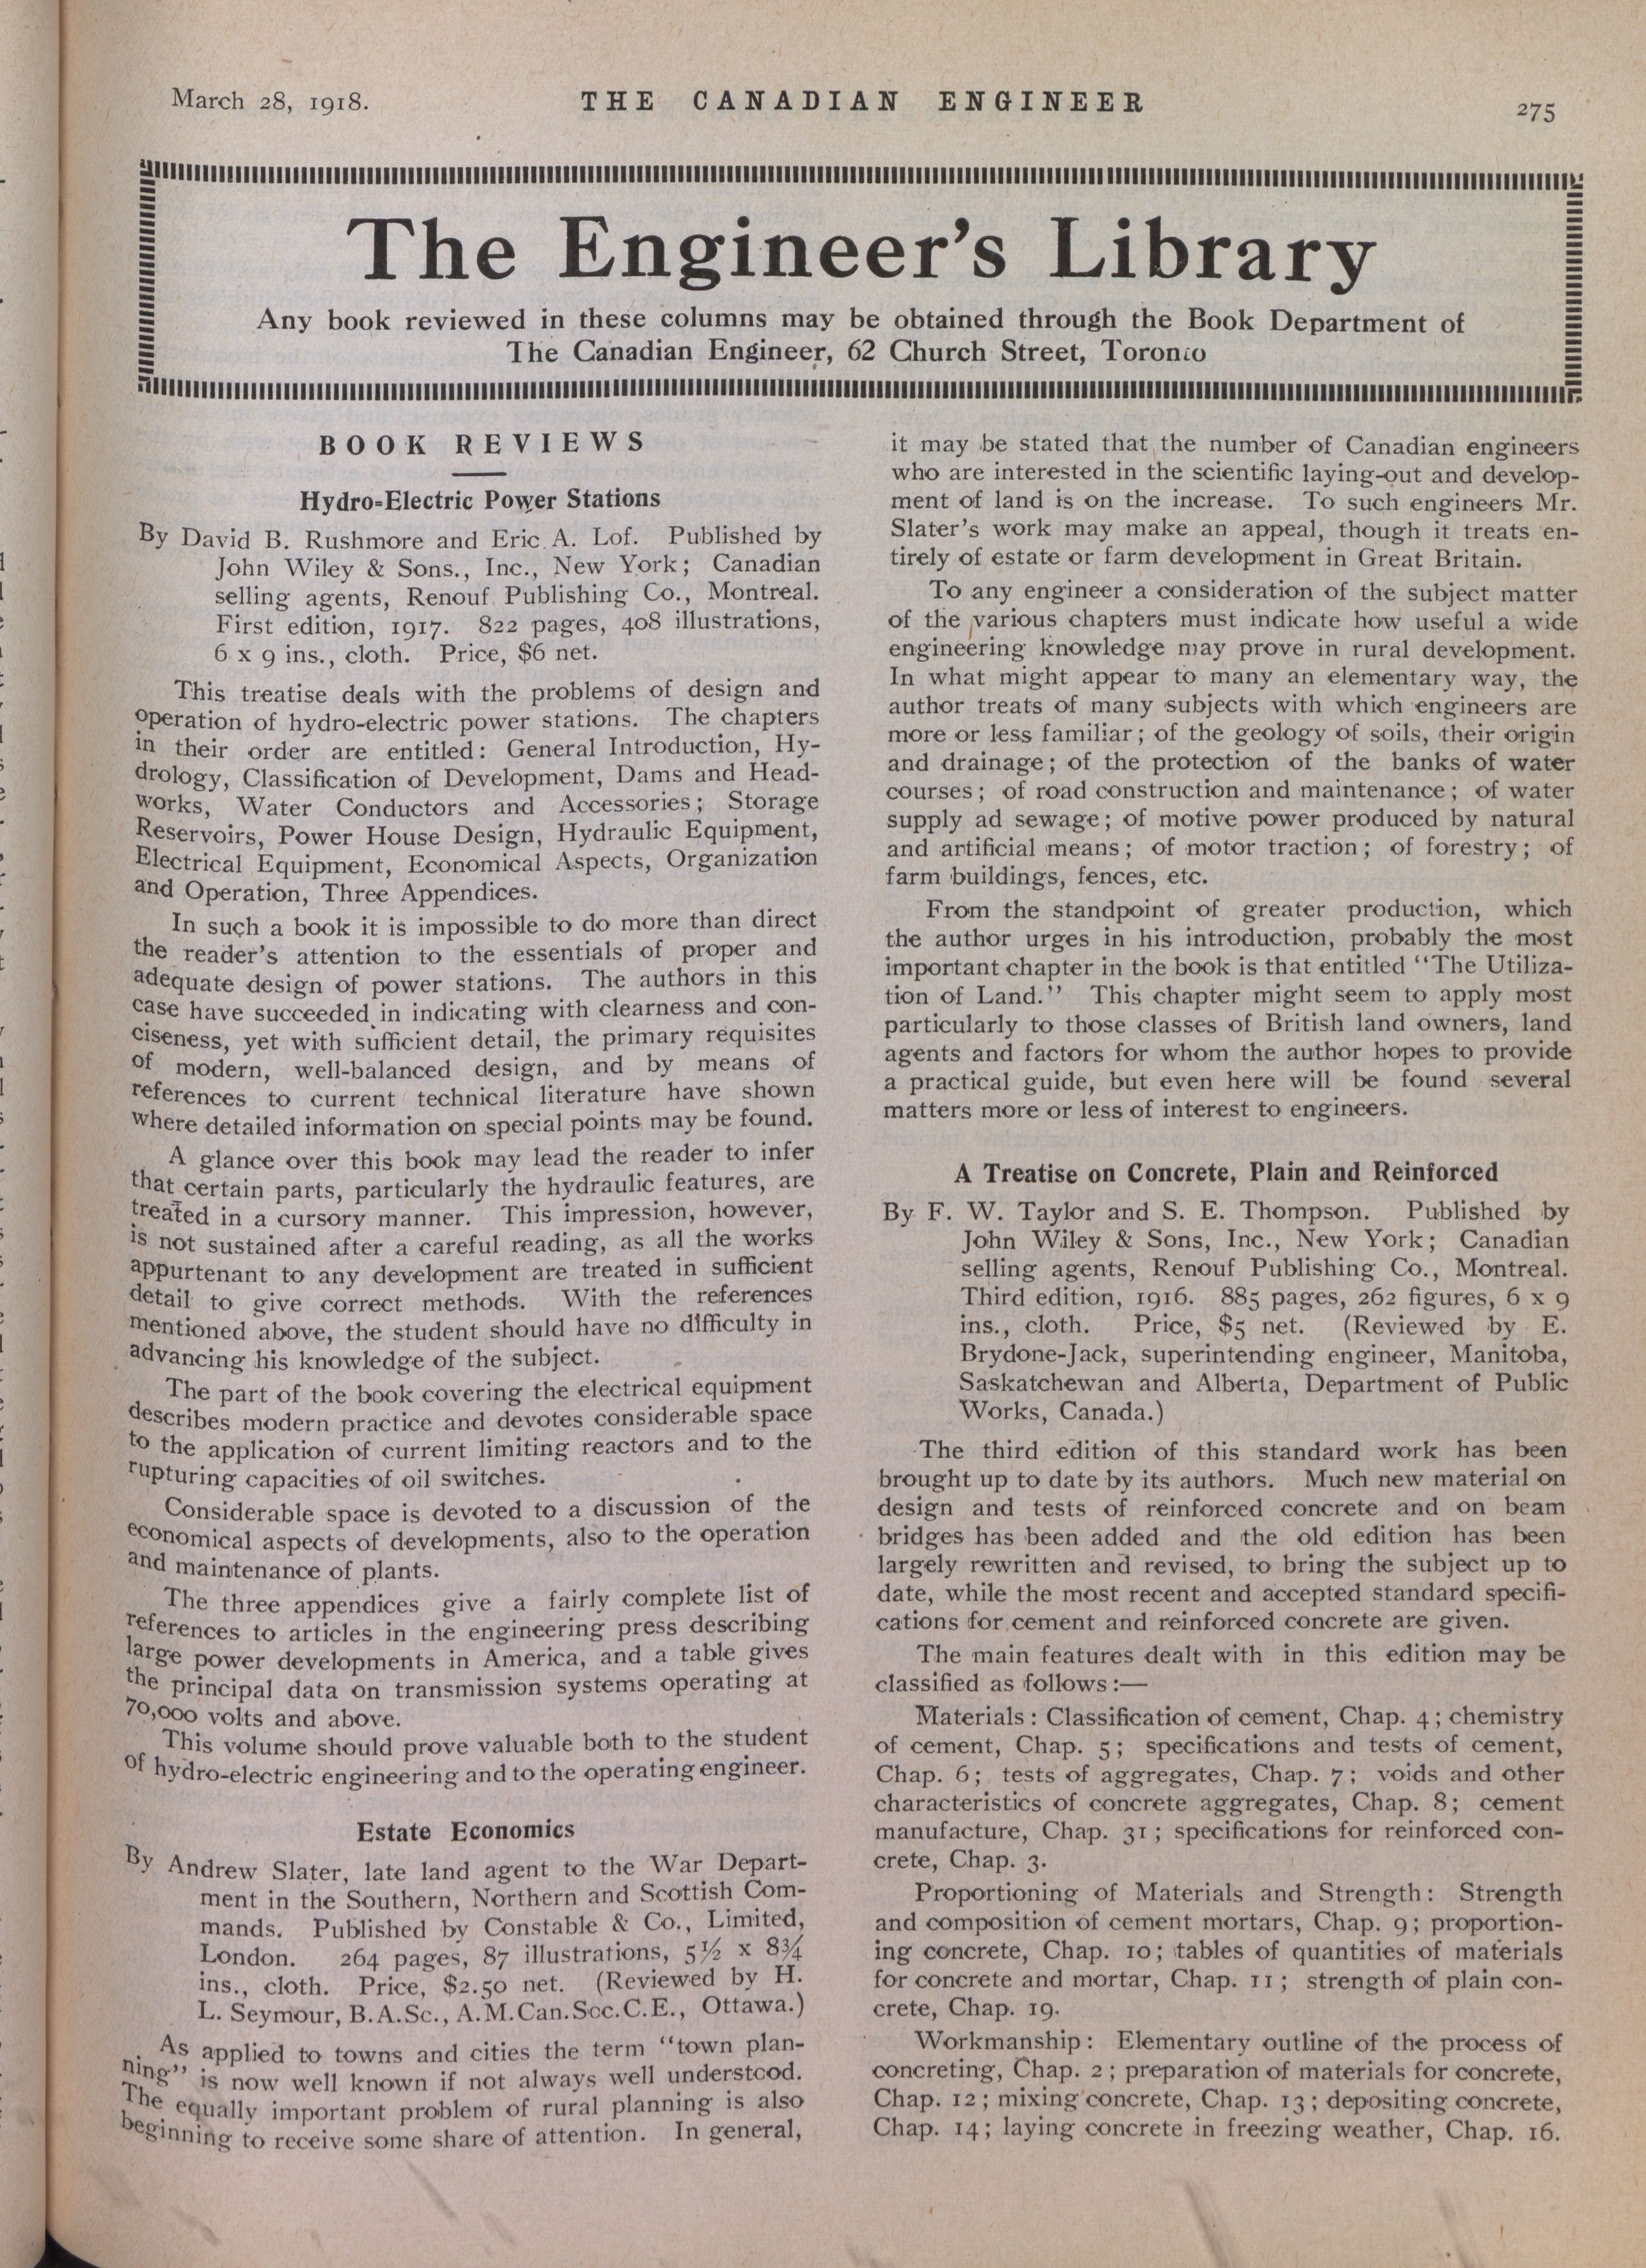 March 28, 1918.
THE CANADIAN ENGINEER
275
The Engineer's Library
Any book reviewed in these columns may be obtained through the Book Department of
The Canadian Engineer, 62 Church Street, Toronto
BOOK REVIEWS
Hydro-Electric Power Stations
By David B. Rushmore and Eric A. Lof. Published by
John Wiley & Sons., Inc., New York; Canadian
selling agents, Renouf Publishing Co., Montreal.
First edition, 1917. 822 pages, 408 illustrations,
6 x 9 ins., cloth. Price, $6 net.
This treatise deals with the problems of design and
operation of hydro-electric power stations. The chapters
in their order are entitled: General Introduction, Hy-
drology, Classification of Development, Dams and Head-
works, Water Conductors and Accessories; Storage
Reservoirs, Power House Design, Hydraulic Equipment,
Electrical Equipment, Economical Aspects, Organization
and Operation, Three Appendices.
In such a book it is impossible to do more than direct
the reader's attention to the essentials of proper and
adequate design of power stations. The authors in this
case have succeeded in indicating with clearness and con-
ciseness, yet with sufficient detail, the primary requisites
of modern, well-balanced design, and by means of
references to current technical literature have shown
where detailed information on special points may be found.
A glance over this book may lead the reader to infer
that certain parts, particularly the hydraulic features, are
treated in a cursory manner. This impression, however,
is not sustained after a careful reading, as all the works
appurtenant to any development are treated in sufficient
detail to give correct methods. With the references
mentioned above, the student should have no difficulty in
advancing his knowledge of the subject.
The part of the book covering the electrical equipment
describes modern practice and devotes considerable space
to the application of current limiting reactors and to the
rupturing capacities of oil switches.
Considerable space is devoted to a discussion of the
economical aspects of developments, also to the operation
and maintenance of plants.
The three appendices give a fairly complete list of
references to articles in the engineering press describing
large power developments in America, and a table gives
the principal data on transmission systems operating at
70,000 volts and above.
This volume should prove valuable both to the student
of hydro-electric engineering and to the operating engineer.
Estate Economics
By Andrew Slater, late land agent to the War Depart-
ment in the Southern, Northern and Scottish Com-
mands. Published by Constable & Co., Limited,
London. 264 pages, 87 illustrations, 5½ x 8¾
ins., cloth. Price, $2.50 net. (Reviewed by H.
L. Seymour, B.A.Sc., A.M.Can.Soc.C.E., Ottawa.)
As applied to towns and cities the term "town plan-
ning" is now well known if not always well understood.
The equally important problem of rural planning is also
beginning to receive some share of attention. In general,
it may be stated that the number of Canadian engineers
who are interested in the scientific laying-out and develop-
ment of land is on the increase. To such engineers Mr.
Slater's work may make an appeal, though it treats en-
tirely of estate or farm development in Great Britain.
To any engineer a consideration of the subject matter
of the various chapters must indicate how useful a wide
engineering knowledge may prove in rural development.
In what might appear to many an elementary way, the
author treats of many subjects with which engineers are
more or less familiar; of the geology of soils, their origin
and drainage; of the protection of the banks of water
courses; of road construction and maintenance; of water
supply ad sewage; of motive power produced by natural
and artificial means; of motor traction; of forestry; of
farm buildings, fences, etc.
From the standpoint of greater production, which
the author urges in his introduction, probably the most
important chapter in the book is that entitled "The Utiliza-
tion of Land." This chapter might seem to apply most
particularly to those classes of British land owners, land
agents and factors for whom the author hopes to provide
a practical guide, but even here will be found several
matters more or less of interest to engineers.
A Treatise on Concrete, Plain and Reinforced
By F. W. Taylor and S. E. Thompson. Published by
John Wiley & Sons, Inc., New York; Canadian
selling agents, Renouf Publishing Co., Montreal.
Third edition, 1916. 885 pages, 262 figures, 6 x 9
ins., cloth. Price, $5 net. (Reviewed by E.
Brydone-Jack, superintending engineer, Manitoba,
Saskatchewan and Alberta, Department of Public
Works, Canada.)
The third edition of this standard work has been
brought up to date by its authors. Much new material on
design and tests of reinforced concrete and on beam
bridges has been added and the old edition has been
largely rewritten and revised, to bring the subject up to
date, while the most recent and accepted standard specifi-
cations for cement and reinforced concrete are given.
The main features dealt with in this edition may be
classified as follows:—
Materials: Classification of cement, Chap. 4; chemistry
of cement, Chap. 5; specifications and tests of cement,
Chap. 6; tests of aggregates, Chap. 7; voids and other
characteristics of concrete aggregates, Chap. 8; cement
manufacture, Chap. 31; specifications for reinforced con-
crete, Chap. 3.
Proportioning of Materials and Strength: Strength
and composition of cement mortars, Chap. 9; proportion-
ing concrete, Chap. 10; tables of quantities of materials
for concrete and mortar, Chap. 11; strength of plain con-
crete, Chap. 19.
Workmanship: Elementary outline of the process of
concreting, Chap. 2; preparation of materials for concrete,
Chap. 12; mixing concrete, Chap. 13; depositing concrete,
Chap. 14; laying concrete in freezing weather, Chap. 16.